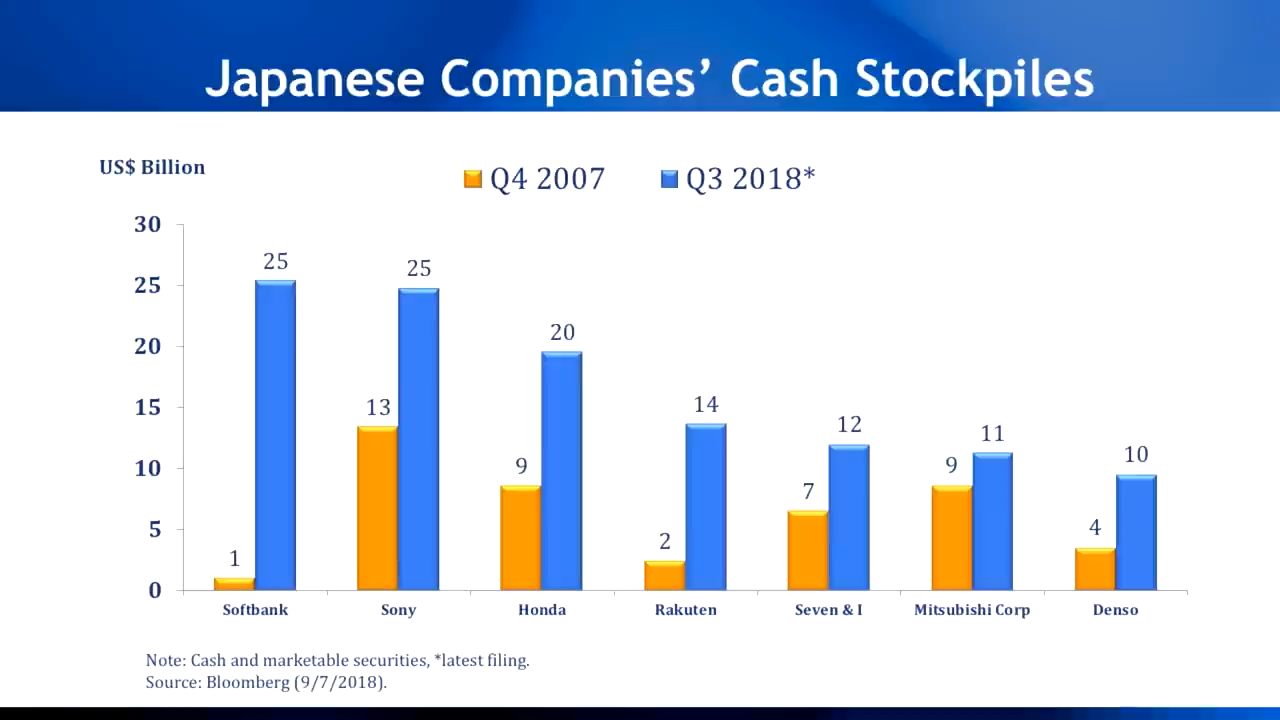 Japanese Companies’ Cash Stockpiles
US$ Billion
Q4 2007 Q3 2018*
30
25
20
15
10
5
0
1 25
13 25
9 20
2 14
7 12
9 11
4 10
Softbank Sony Honda Rakuten Seven & I Mitsubishi Corp Denso
Note: Cash and marketable securities, *latest filing.
Source: Bloomberg (9/7/2018).